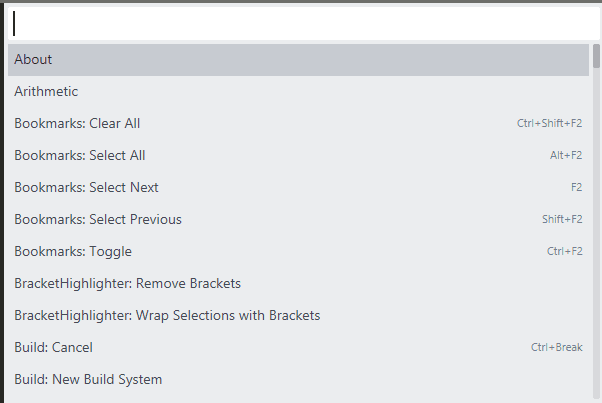 About
Arithmetic
Bookmarks: Clear All Ctrl+Shift+F2
Bookmarks: Select All Alt+F2
Bookmarks: Select Next F2
Bookmarks: Select Previous Shift+F2
Bookmarks: Toggle Ctrl+F2
BracketHighlighter: Remove Brackets
BracketHighlighter: Wrap Selections with Brackets
Build: Cancel Ctrl+Break
Build: New Build System